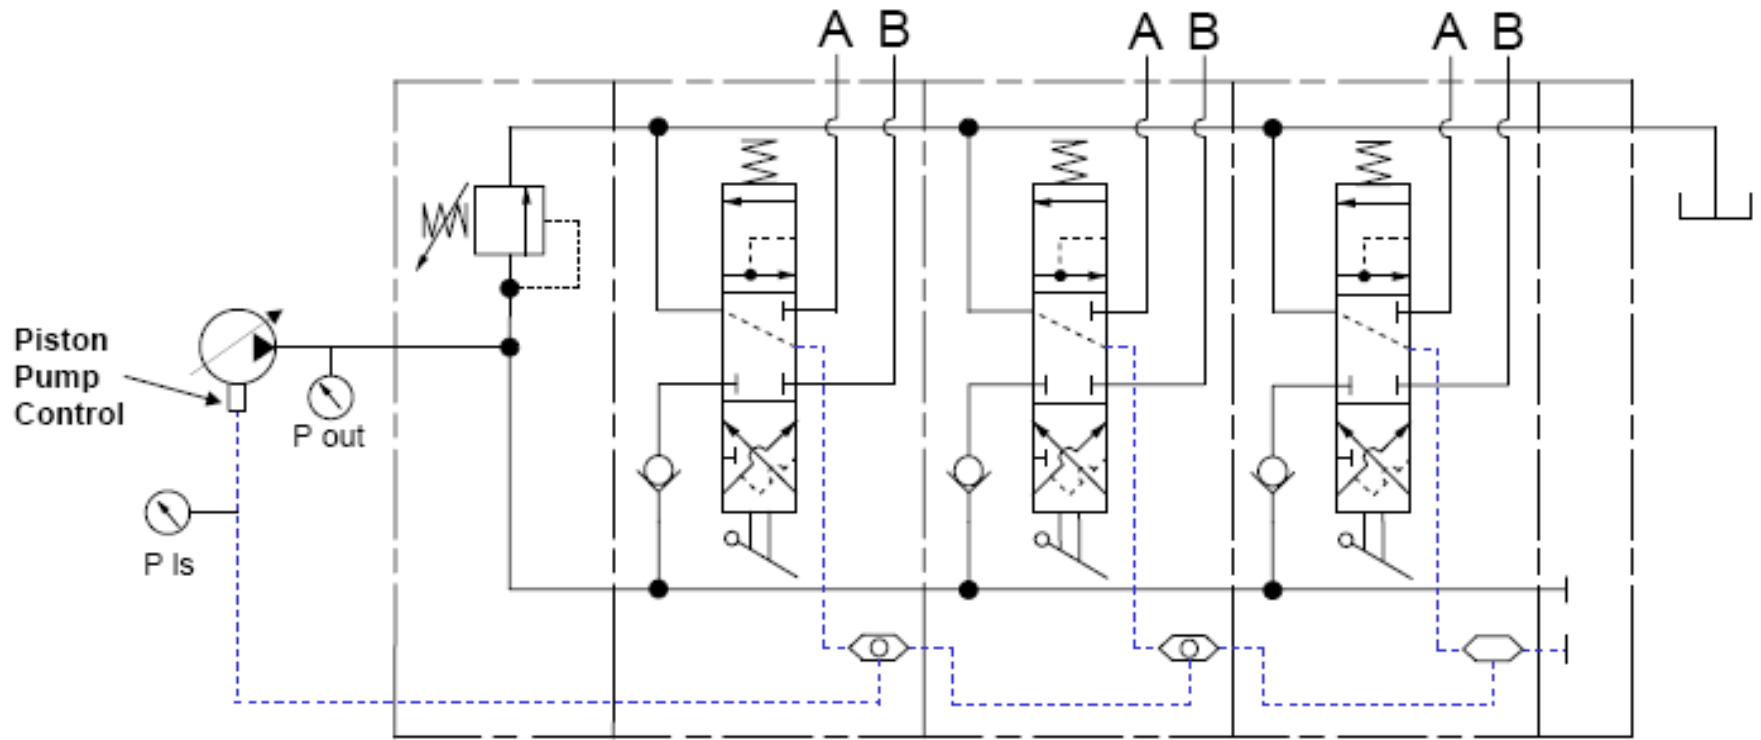 A B
A B
A B
Piston
Pump
Control
P out
P ls